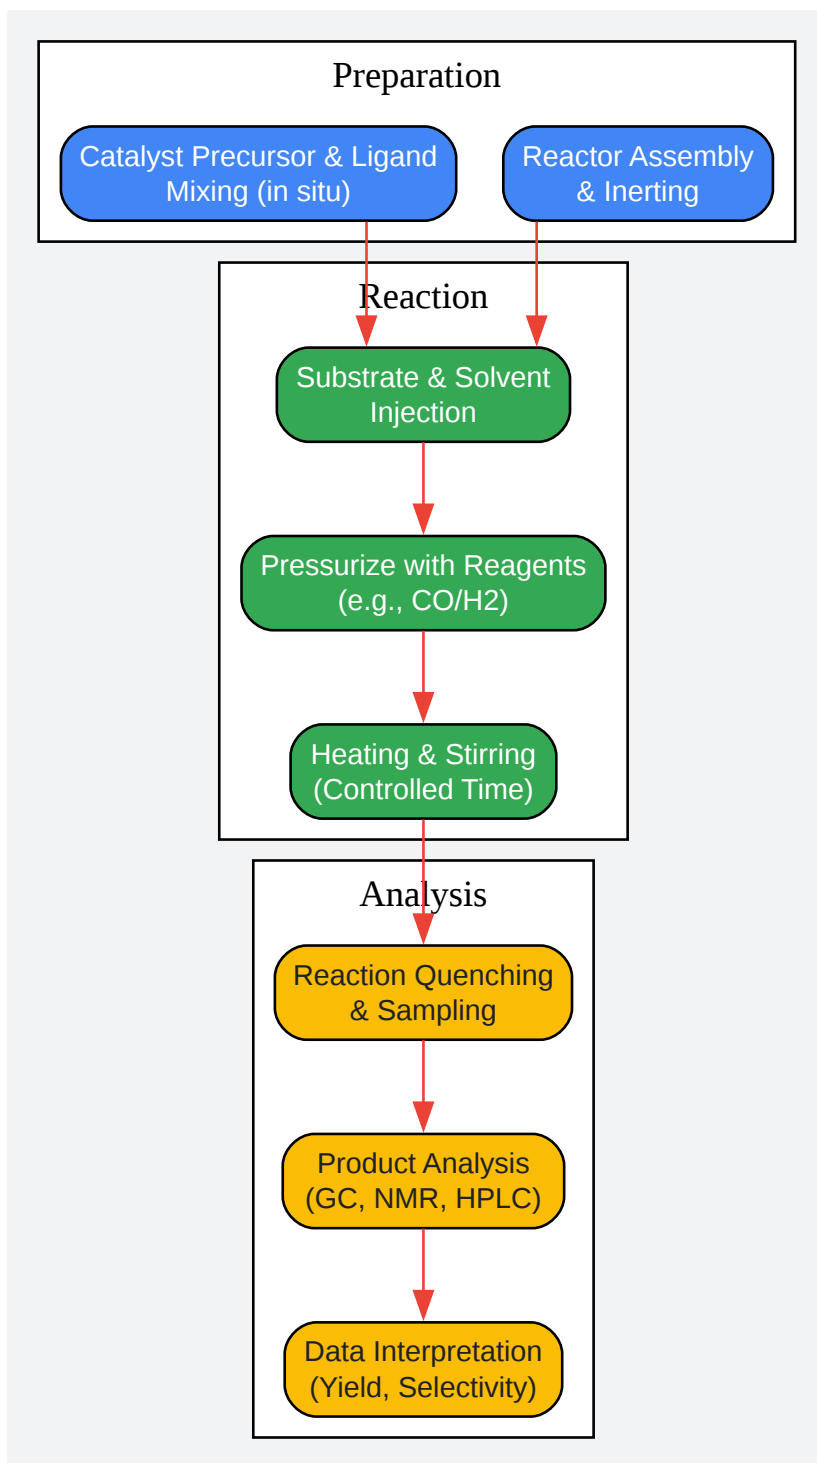 Preparation
Catalyst Precursor & Ligand
Mixing (in situ)
Reactor Assembly
& Inerting
Reaction
Substrate & Solvent
Injection
Pressurize with Reagents
(e.g., CO/H2)
Heating & Stirring
(Controlled Time)
Analysis
Reaction Quenching
& Sampling
Product Analysis
(GC, NMR, HPLC)
Data Interpretation
(Yield, Selectivity)